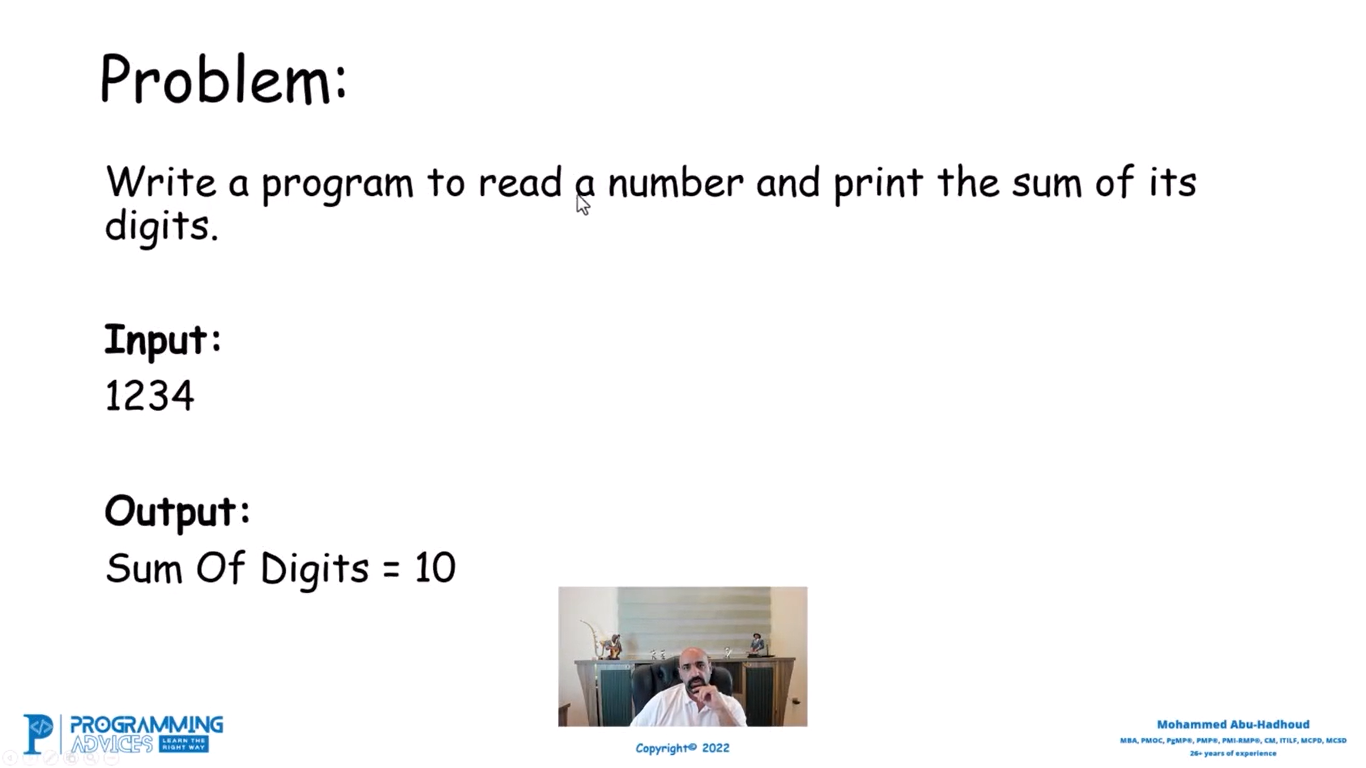 Problem:
Write a program to read a number and print the sum of its
digits.
Input:
1234
Output:
Sum Of Digits = 10
PROGRAMMING
ADVICES
LEARN THE
RIGHT WAY
Copyright© 2022
Mohammed Abu-Hadhoud
MBA, PMOC, PgMP®, PMP®, PMI-RMP®, CM, ITILF, MCPD, MCSD
26+ years of experience